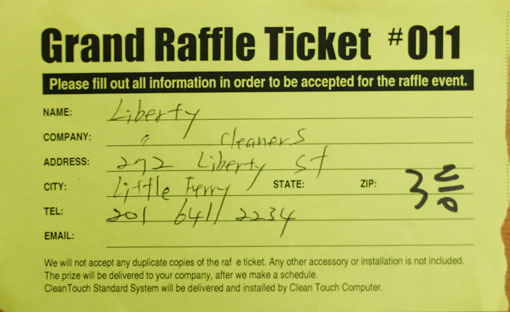 Grand Raffle Ticket #011
Please fill out all information in order to be accepted for the raffle event.
NAME: Liberty
COMPANY: " cleaners
ADDRESS: 292 Liberty St
CITY: Little Ferry STATE: ZIP: 3등
TEL: 201 641 2234
EMAIL:
We will not accept any duplicate copies of the raf e ticket. Any other accessory or installation is not included.
The prize will be delivered to your company, after we make a schedule.
CleanTouch Standard System will be delivered and installed by Clean Touch Computer.